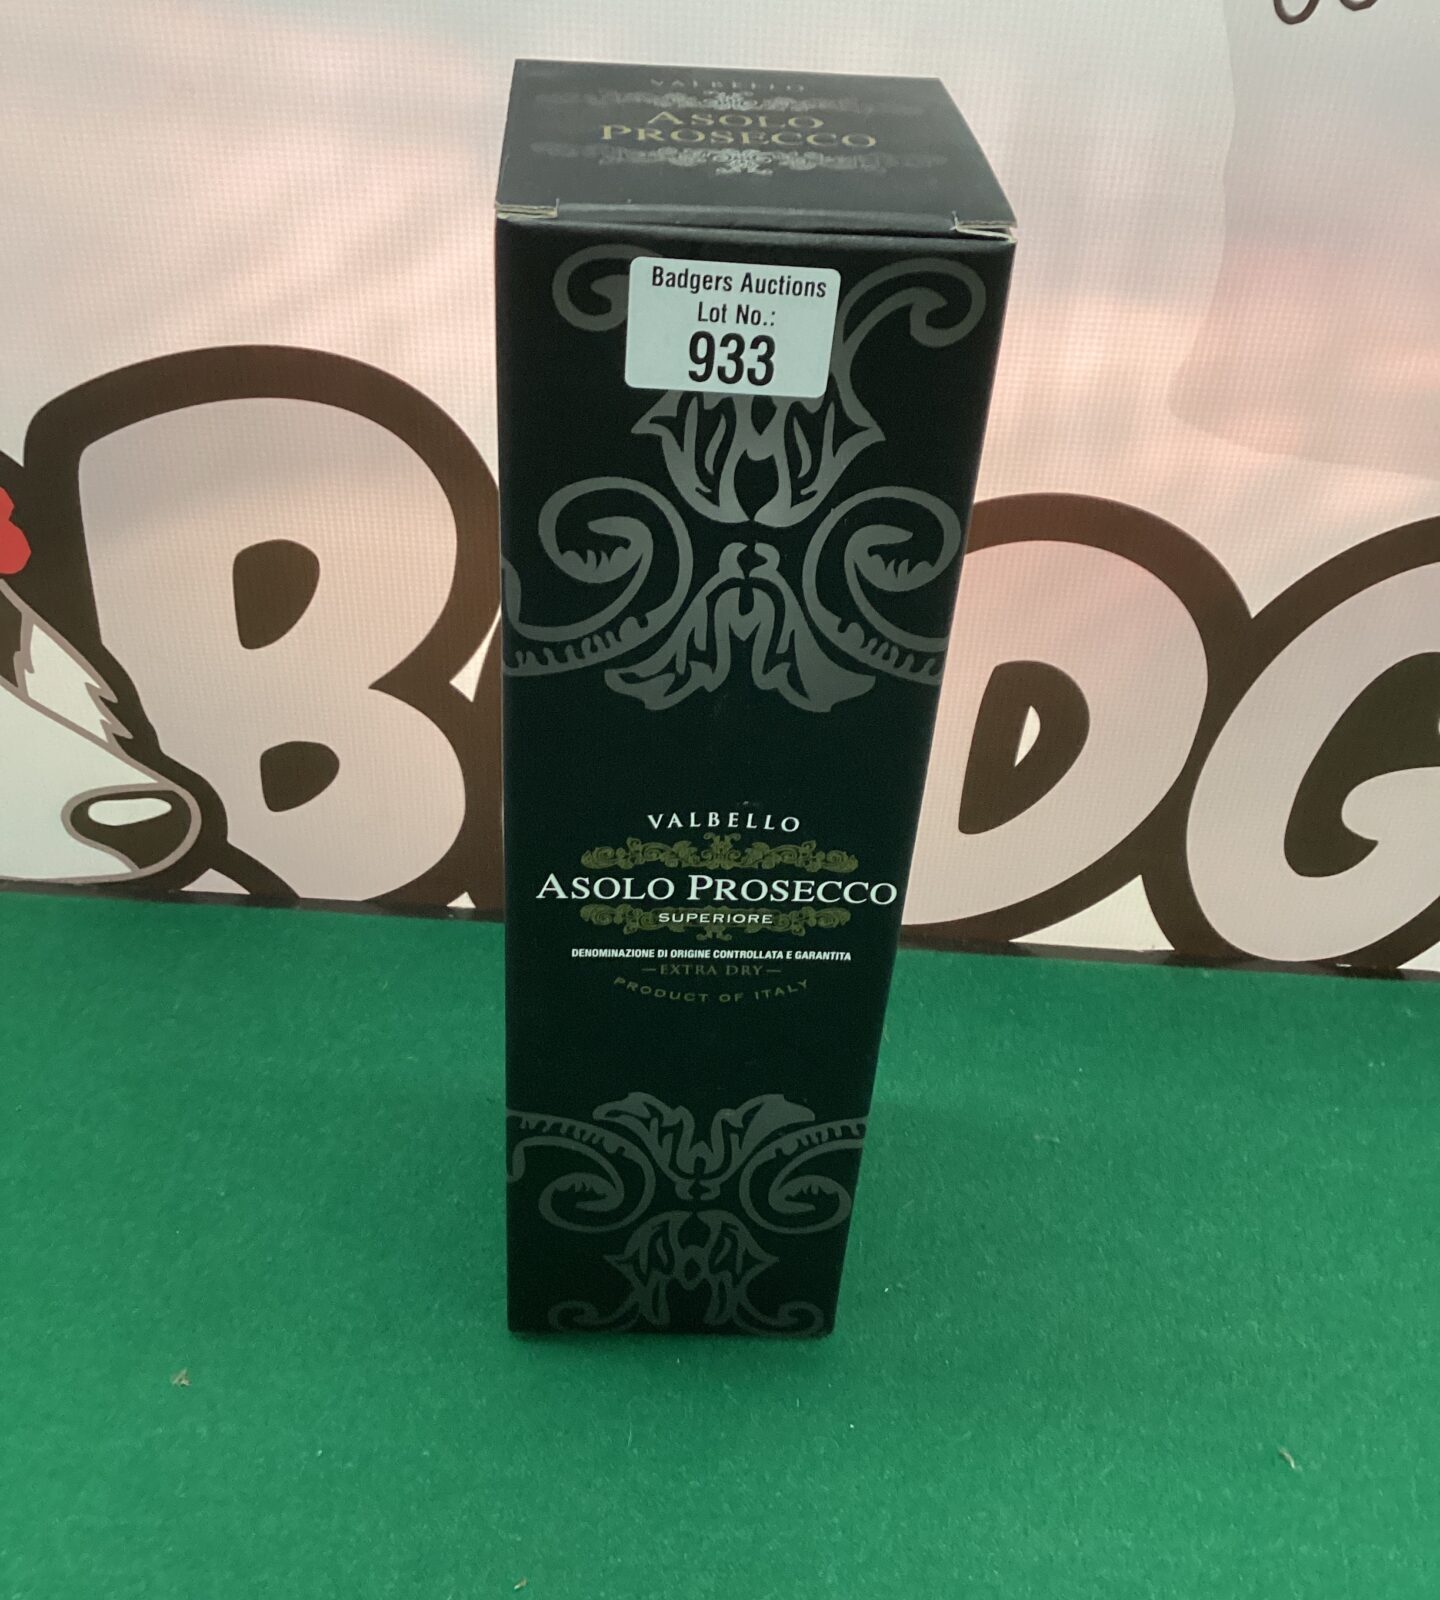 VALBELLO
ASOLO
PROSECCO
Badgers Auctions
Lot No.:
933
BADG
VALBELLO
ASOLO PROSECCO
SUPERIORE
DENOMINAZIONE DI ORIGINE CONTROLLATA E GARANTITA
—EXTRA DRY—
PRODUCT OF ITALY